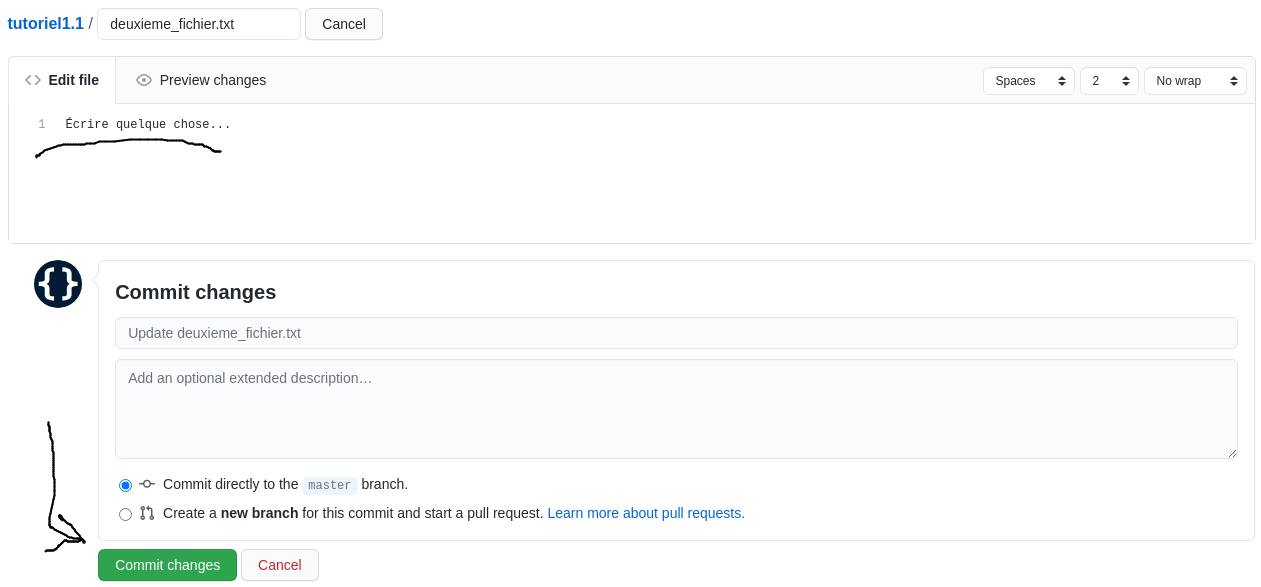 tutoriel1.1 / deuxieme_fichier.txt Cancel
Edit file Preview changes Spaces 2 No wrap
1 Écrire quelque chose...
{}
Commit changes
Update deuxieme_fichier.txt
Add an optional extended description…
Commit directly to the master branch.
Create a new branch for this commit and start a pull request. Learn more about pull requests.
Commit changes Cancel